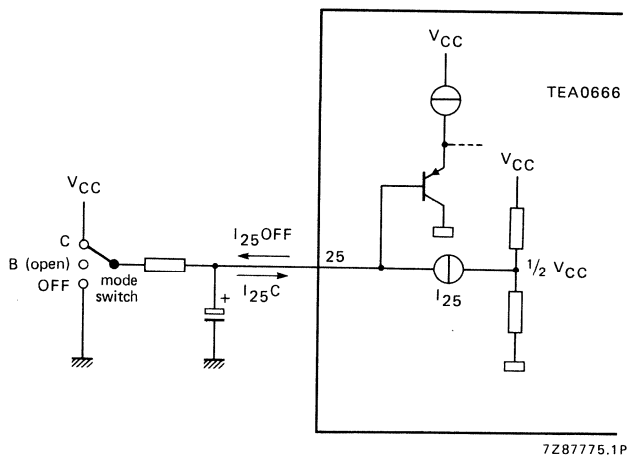 VCC
TEA0666
VCC
VCC
C
B (open)
OFF
mode
switch
I25OFF
25
I25C
+
I25
1/2 VCC
7Z87775.1P